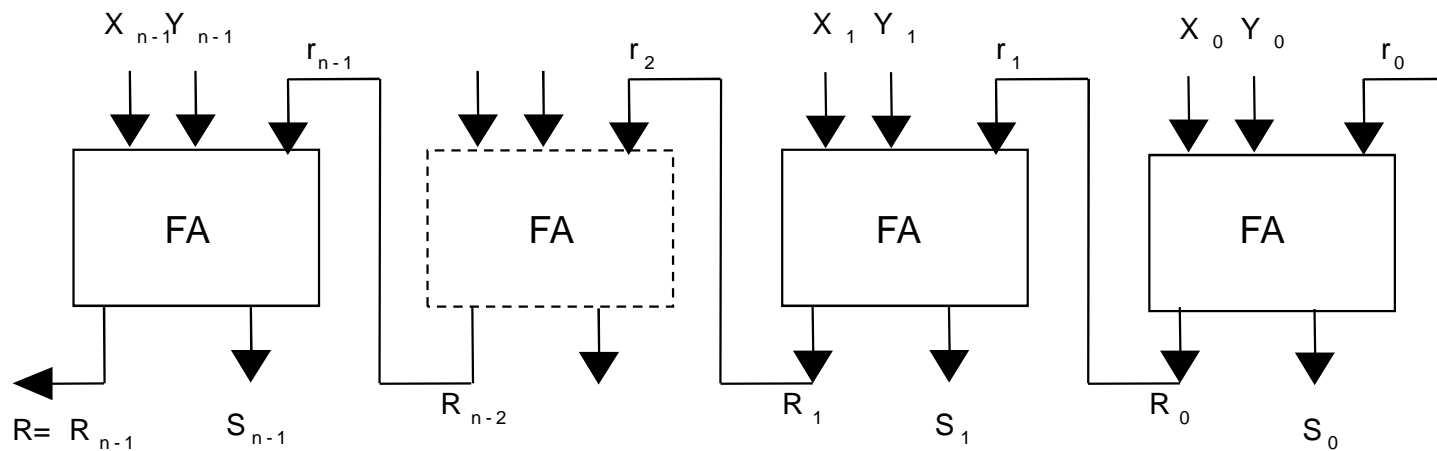 X n-1 Y n-1 r n-1 r 2 X 1 Y 1 r 1 X 0 Y 0 r 0
FA FA FA FA
R= R n-1 S n-1 R n-2 R 1 S 1 R 0 S 0